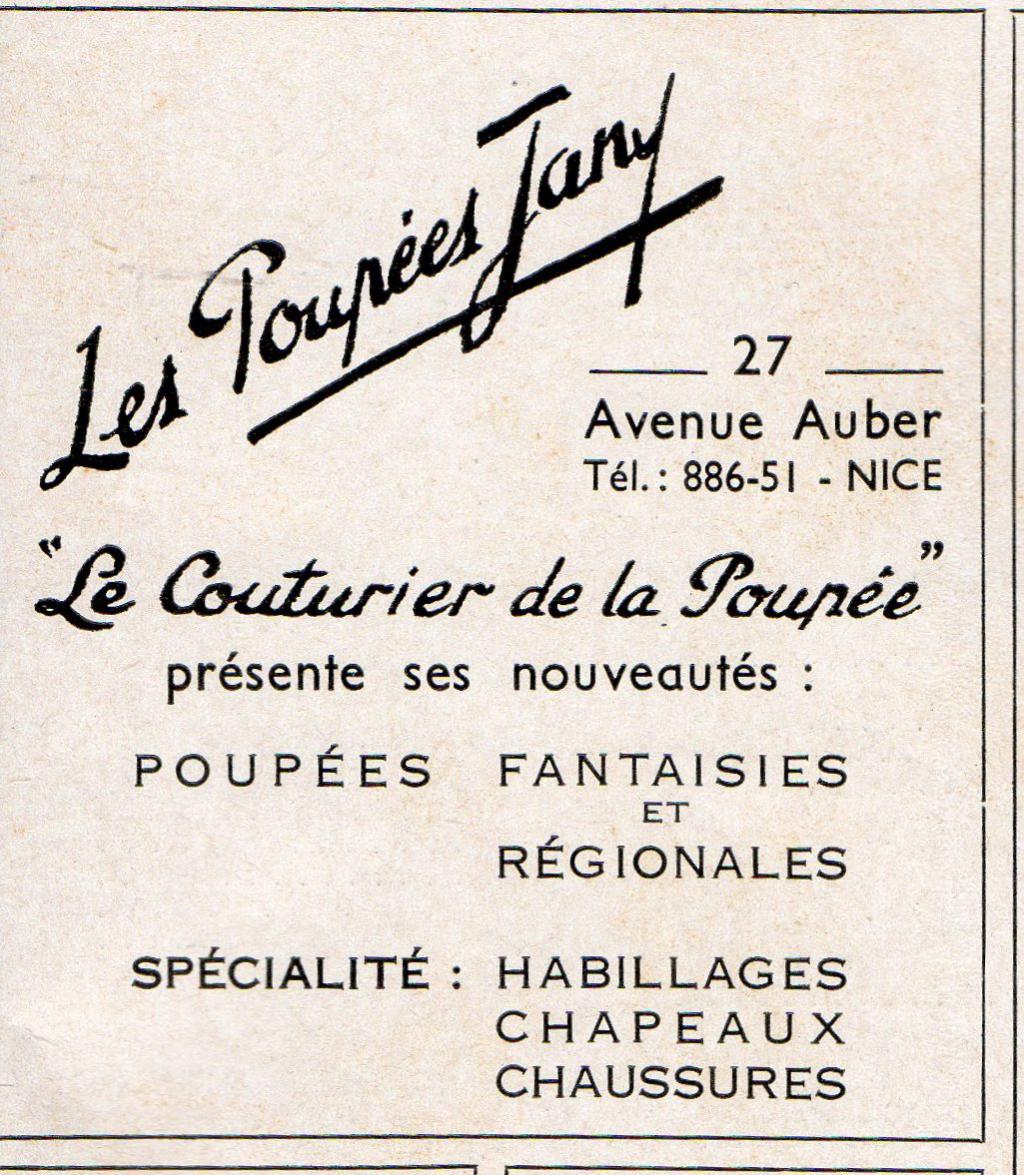 Les Poupées Jany
27
Avenue Auber
Tél.: 886-51 - NICE
"Le Couturier de la Poupée"
présente ses nouveautés :
POUPÉES FANTAISIES
ET
RÉGIONALES
SPÉCIALITÉ : HABILLAGES
CHAPEAUX
CHAUSSURES